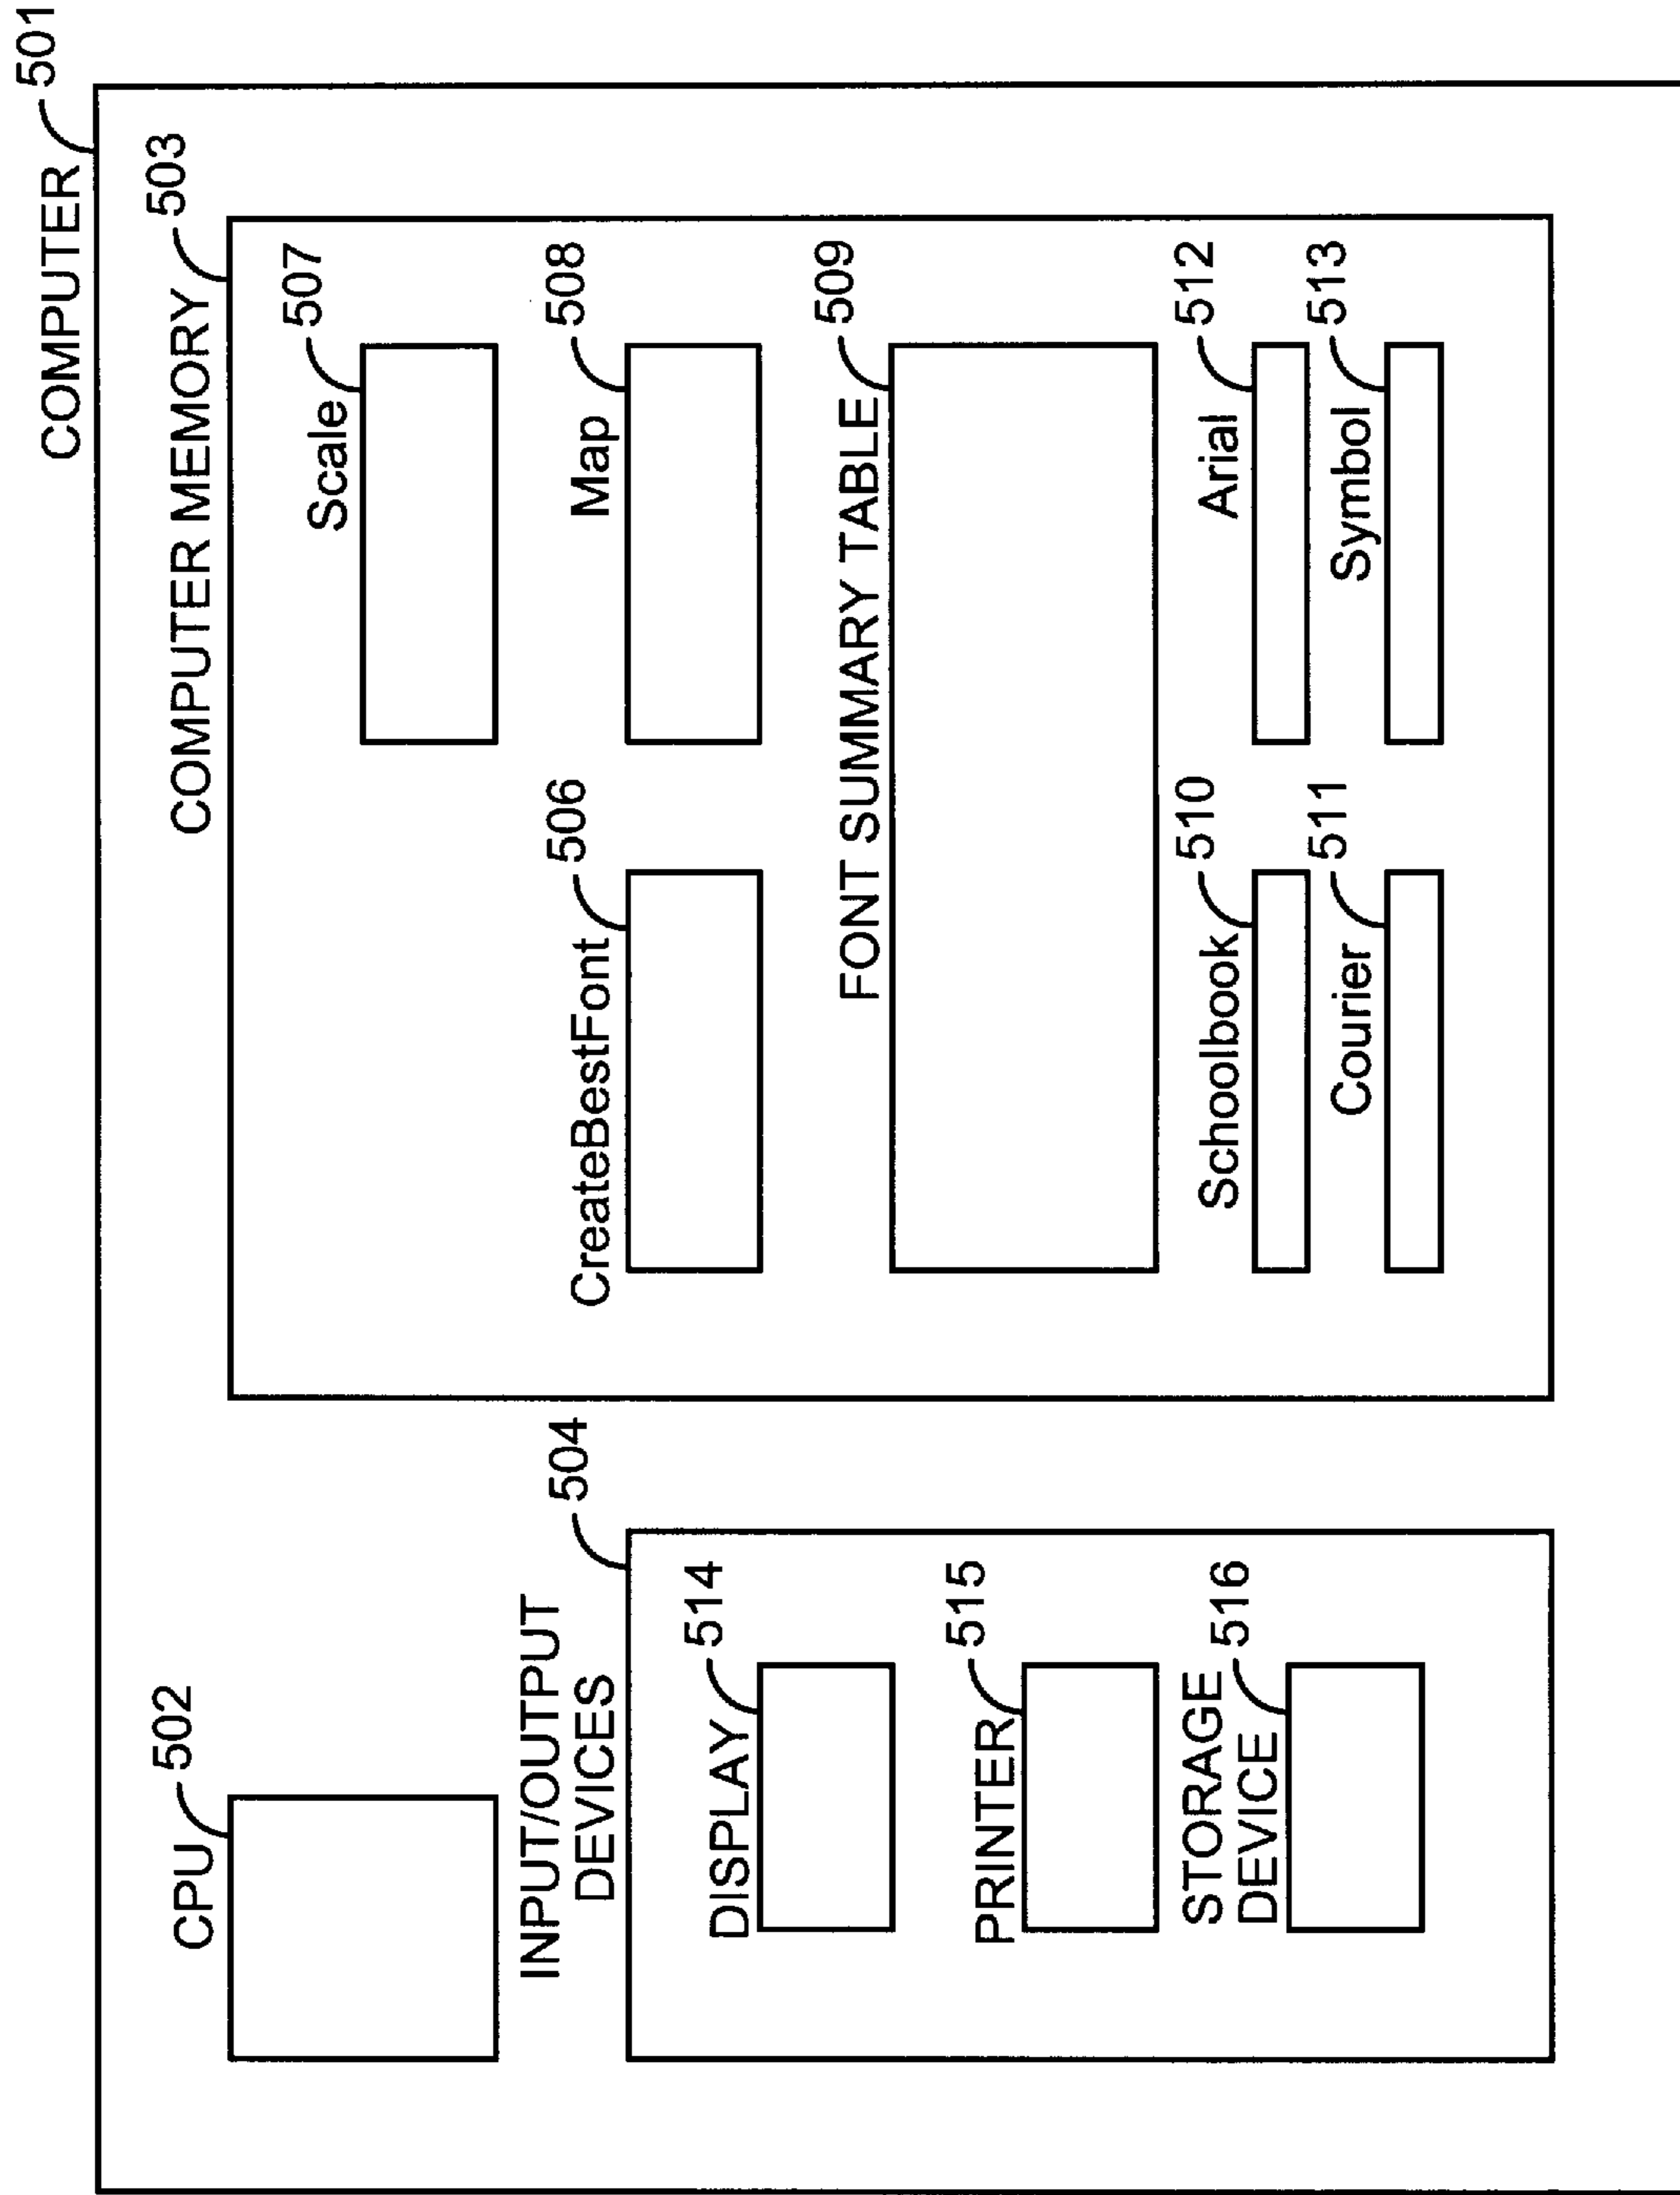 COMPUTER 501
CPU 502
COMPUTER MEMORY 503
Scale 507
INPUT/OUTPUT
DEVICES 504
CreateBestFont 506
Map 508
DISPLAY 514
FONT SUMMARY TABLE 509
PRINTER 515
STORAGE
DEVICE 516
Schoolbook 510
Arial 512
Courier 511
Symbol 513